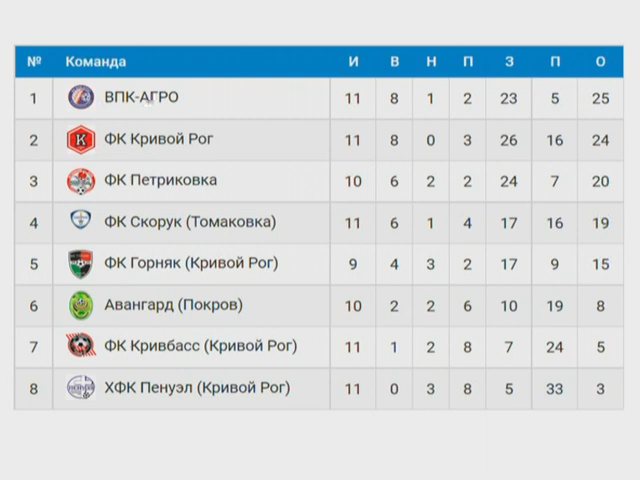 № Команда И В Н П З П О
1 ВПК-АГРО 11 8 1 2 23 5 25
2 ФК Кривой Рог 11 8 0 3 26 16 24
3 ФК Петриковка 10 6 2 2 24 7 20
4 ФК Скорук (Томаковка) 11 6 1 4 17 16 19
5 ФК Горняк (Кривой Рог) 9 4 3 2 17 9 15
6 Авангард (Покров) 10 2 2 6 10 19 8
7 ФК Кривбасс (Кривой Рог) 11 1 2 8 7 24 5
8 ХФК Пенуэл (Кривой Рог) 11 0 3 8 5 33 3